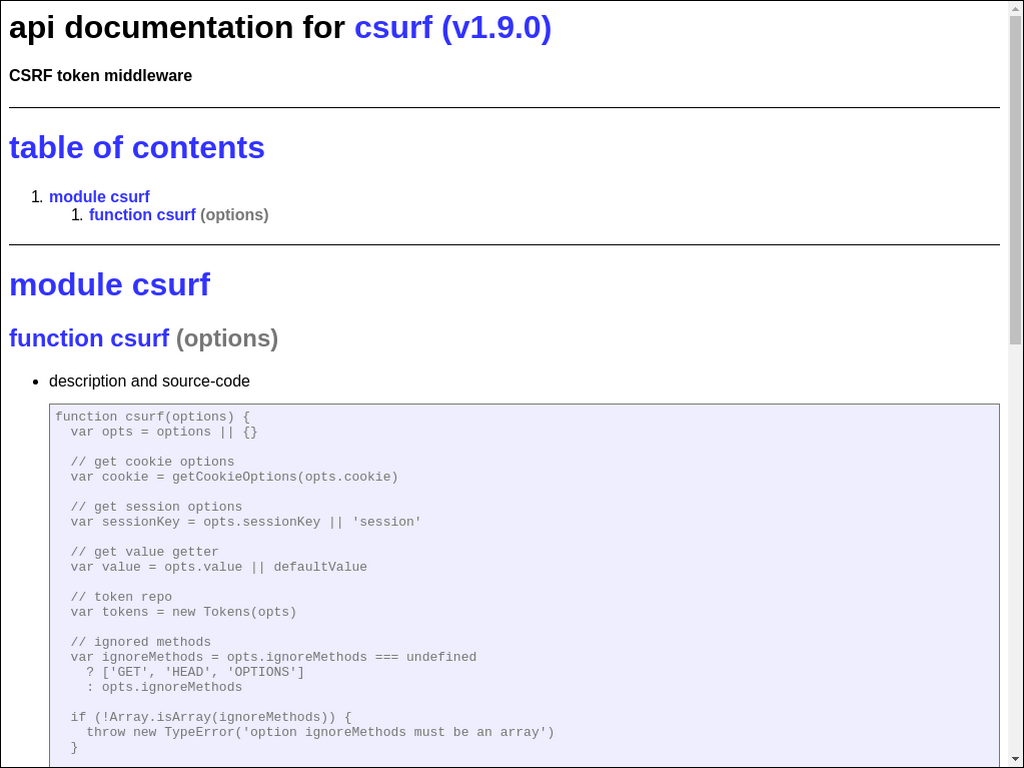 api documentation for csurf (v1.9.0)
CSRF token middleware
table of contents
1. module csurf
1. function csurf (options)
module csurf
function csurf (options)
• description and source-code
function csurf(options) {
  var opts = options || {}

  // get cookie options
  var cookie = getCookieOptions(opts.cookie)

  // get session options
  var sessionKey = opts.sessionKey || 'session'

  // get value getter
  var value = opts.value || defaultValue

  // token repo
  var tokens = new Tokens(opts)

  // ignored methods
  var ignoreMethods = opts.ignoreMethods === undefined
    ? ['GET', 'HEAD', 'OPTIONS']
    : opts.ignoreMethods

  if (!Array.isArray(ignoreMethods)) {
    throw new TypeError('option ignoreMethods must be an array')
  }